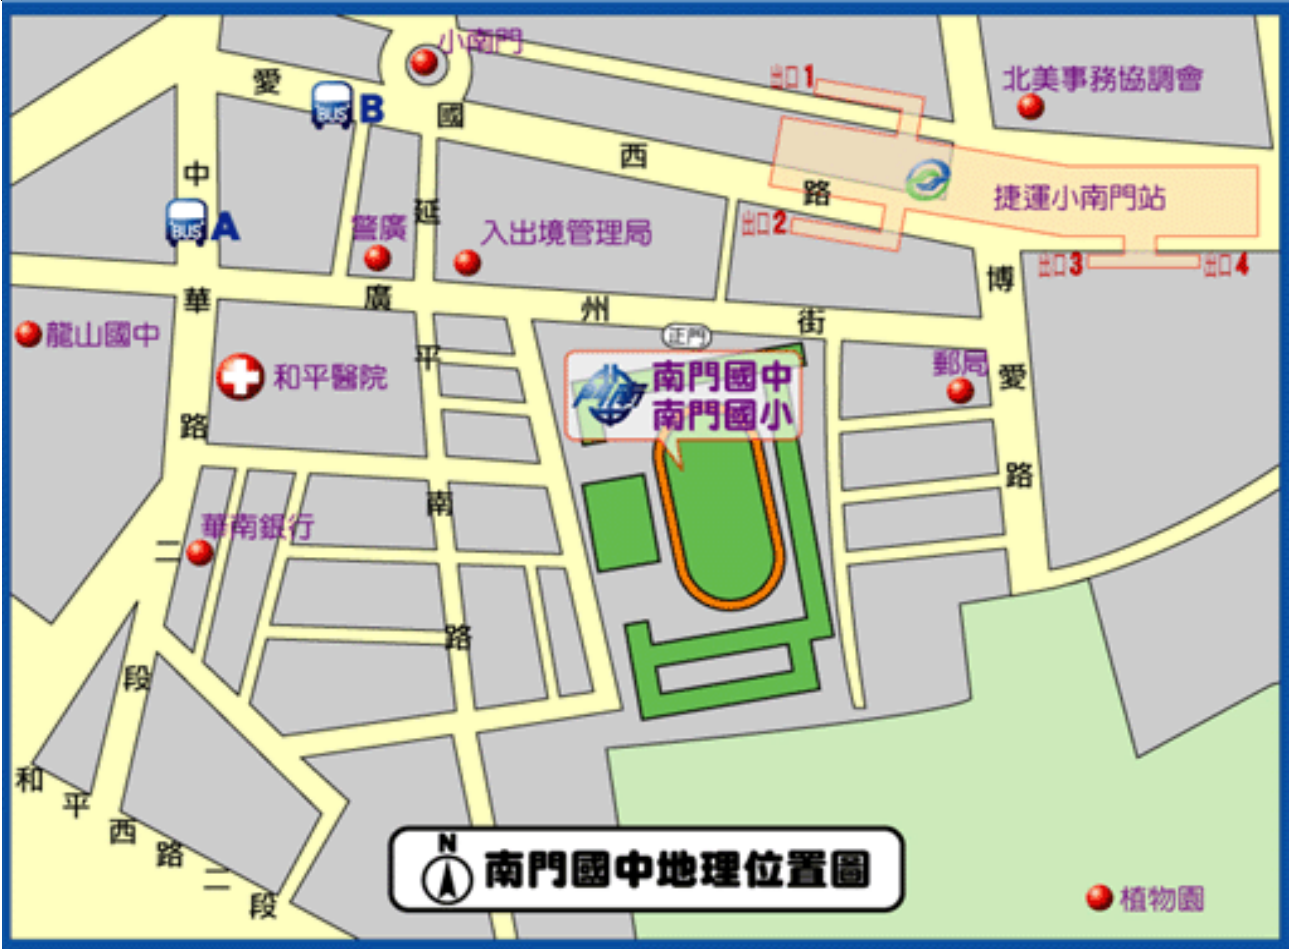 小南門
出口1
北美事務協調會
愛國西路
BUS B
捷運小南門站
中華路二段
BUS A
延平南路
警廣
入出境管理局
出口2
出口3
出口4
博愛路
廣州街
龍山國中
正門
和平醫院
南門國中
南門國小
郵局
華南銀行
和平西路二段
N
南門國中地理位置圖
植物園